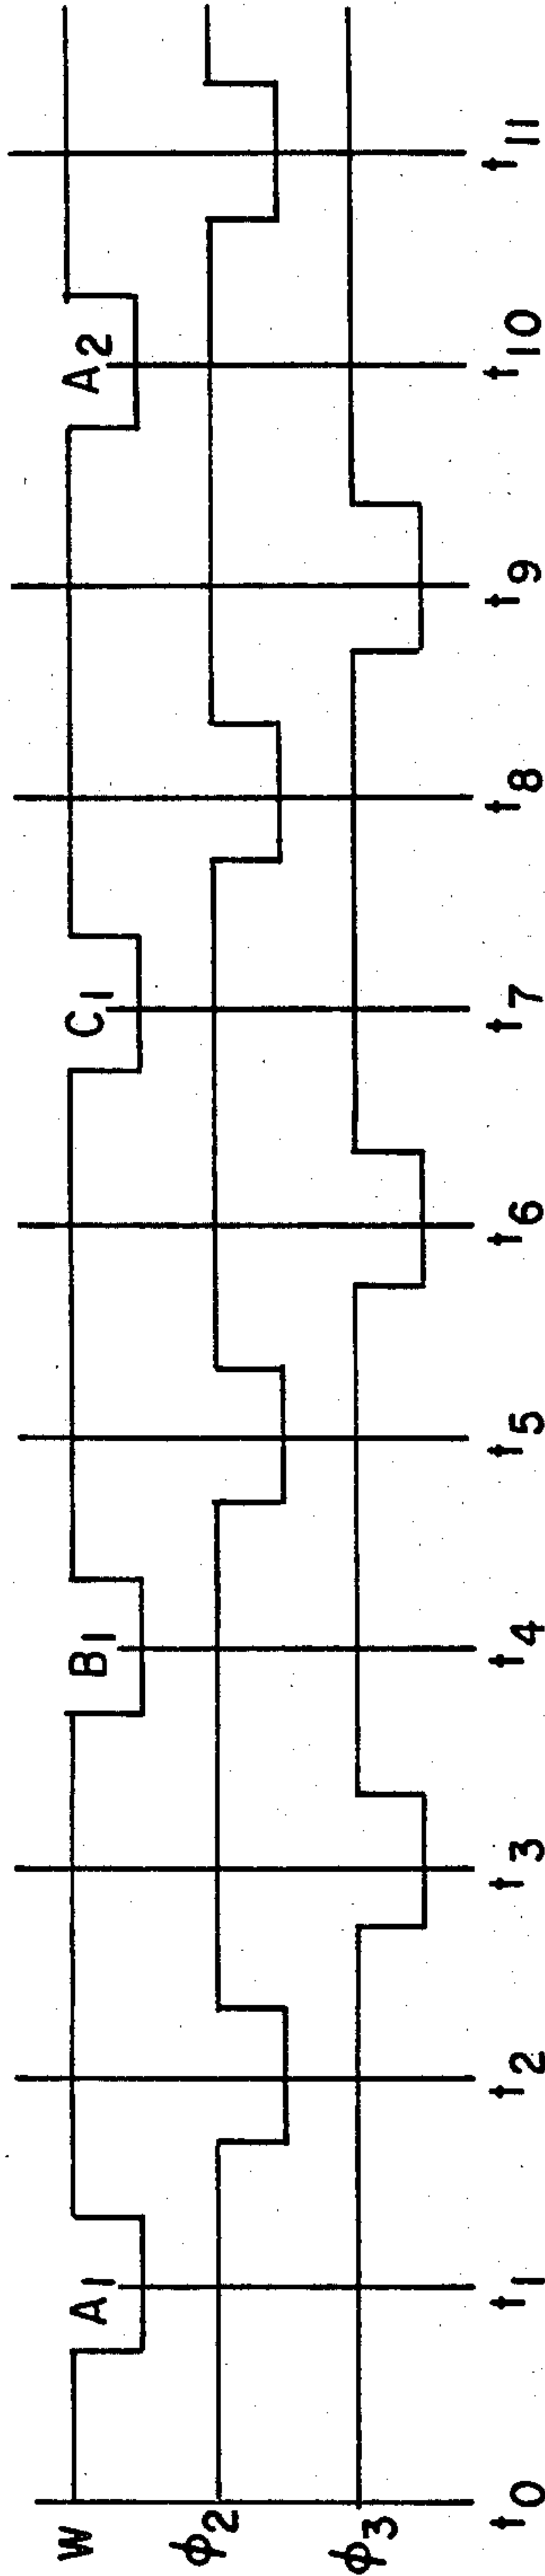 W A₁ B₁ C₁ A₂
ϕ₂
ϕ₃
t₀ t₁ t₂ t₃ t₄ t₅ t₆ t₇ t₈ t₉ t₁₀ t₁₁